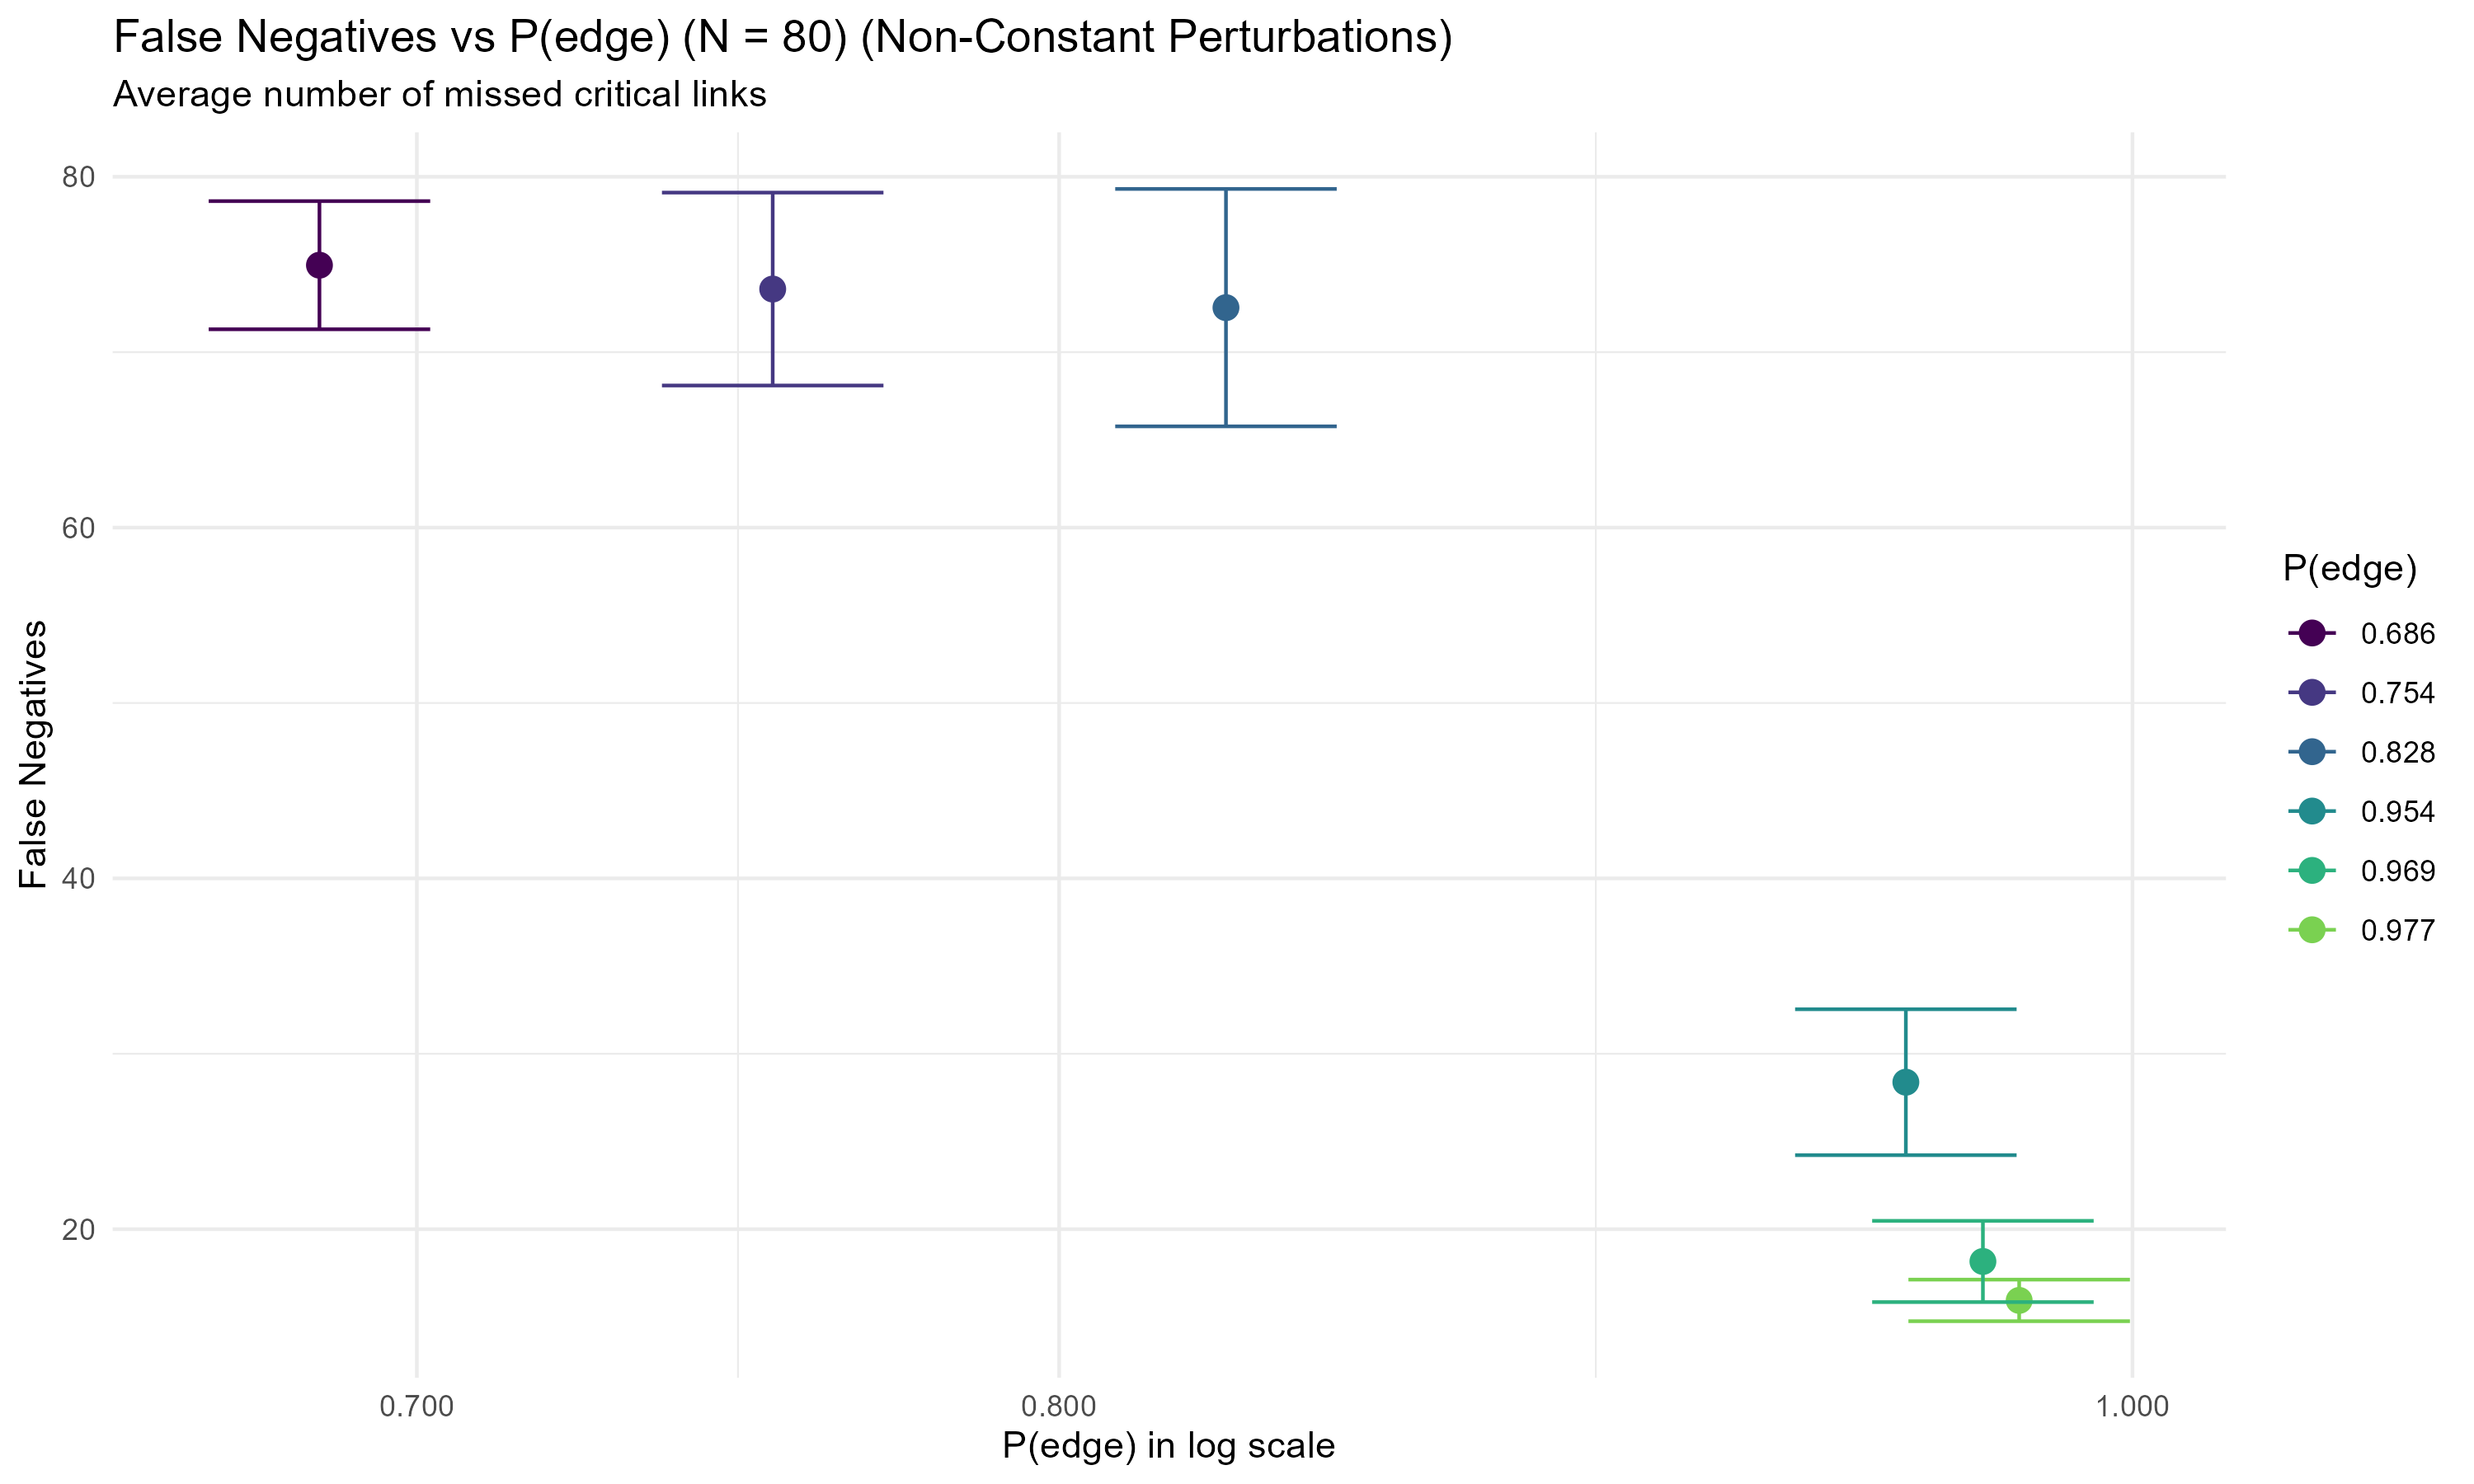 False Negatives vs P(edge) (N = 80) (Non-Constant Perturbations)
Average number of missed critical links
80
60
40
20
False Negatives
0.700
0.800
1.000
P(edge) in log scale
P(edge)
0.686
0.754
0.828
0.954
0.969
0.977